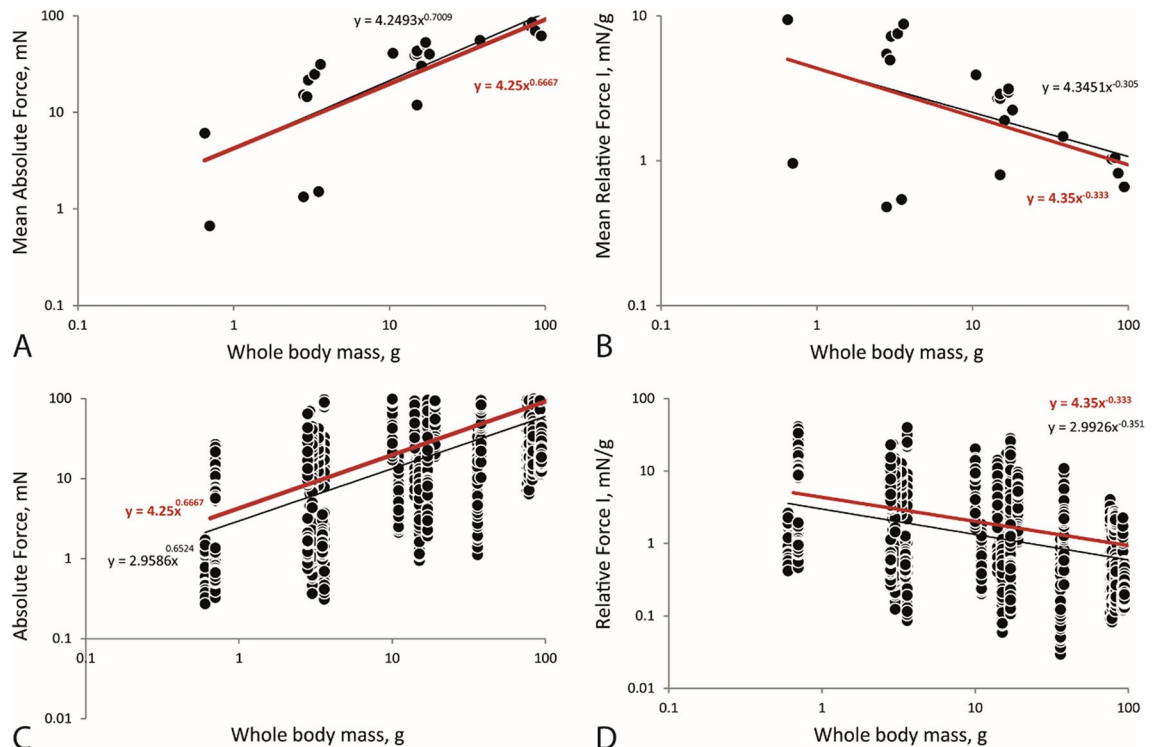 Mean Absolute Force, mN
100
10
1
0.1
0.1
1
10
100
y = 4.2493x^0.7009
y = 4.25x^0.6667
A
Whole body mass, g
Mean Relative Force I, mN/g
10
1
0.1
0.1
1
10
100
y = 4.3451x^-0.305
y = 4.35x^-0.333
B
Whole body mass, g
Absolute Force, mN
100
10
1
0.1
0.01
0.1
1
10
100
y = 4.25x^0.6667
y = 2.9586x^0.6524
C
Whole body mass, g
Relative Force I, mN/g
100
10
1
0.1
0.01
0.1
1
10
100
y = 4.35x^-0.333
y = 2.9926x^-0.351
D
Whole body mass, g